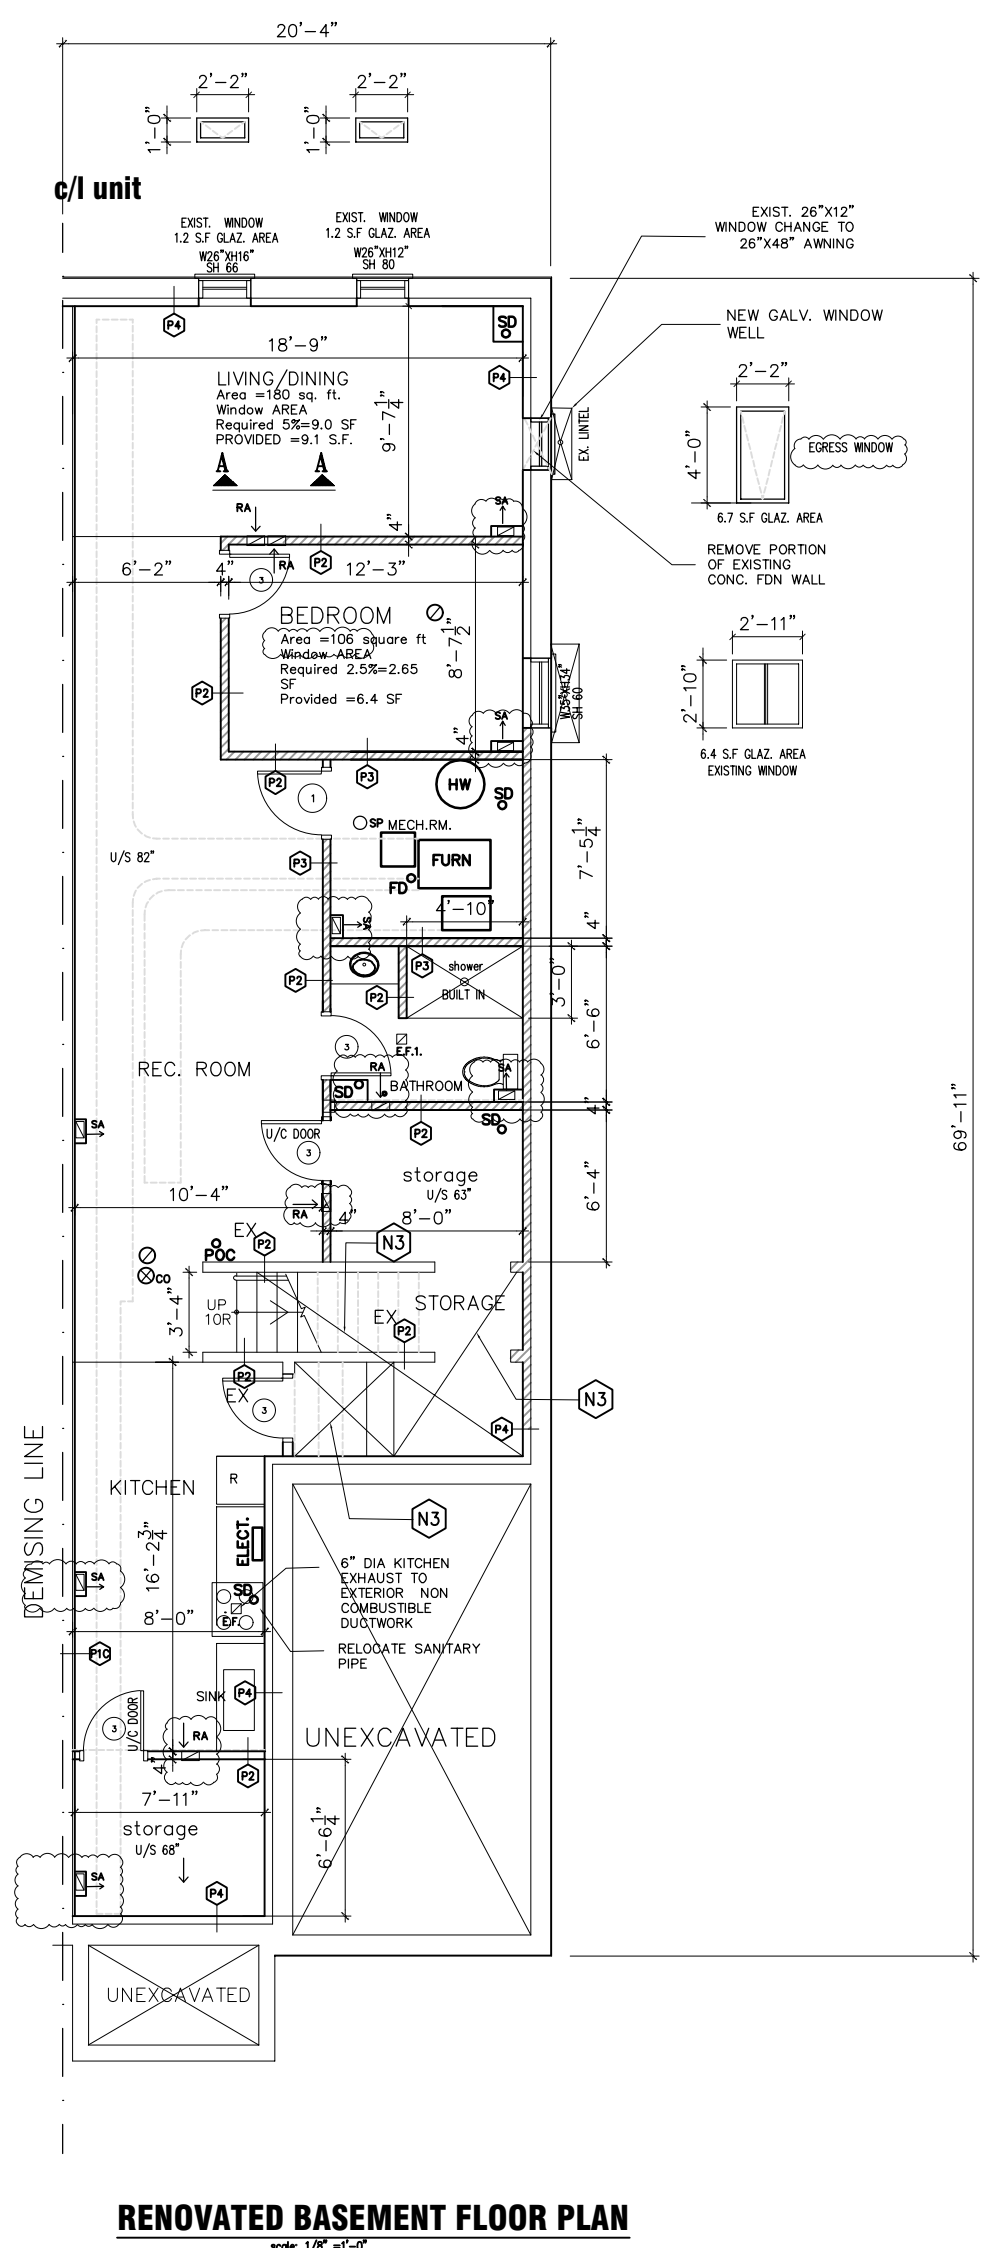 20'-4"
2'-2"
2'-2"
1'-0"
1'-0"
c/l unit
EXIST. WINDOW
1.2 S.F GLAZ. AREA
W26"XH16"
SH 66
EXIST. WINDOW
1.2 S.F GLAZ. AREA
W26"XH12"
SH 80
EXIST. 26"X12"
WINDOW CHANGE TO
26"X48" AWNING
NEW GALV. WINDOW
WELL
P4
SD
18'-9"
P4
LIVING/DINING
Area =180 sq. ft.
Window AREA
Required 5%=9.0 SF
PROVIDED =9.1 S.F.
9'-7 1/4"
EX. LINTEL
2'-2"
4'-0"
EGRESS WINDOW
6.7 S.F GLAZ. AREA
A
A
RA
SA
4"
RA
P2
REMOVE PORTION
OF EXISTING
CONC. FDN WALL
6'-2"
4"
12'-3"
3
BEDROOM
Area =106 square ft
Window AREA
Required 2.5%=2.65
SF
Provided =6.4 SF
8'-7 1/2"
2'-11"
2'-10"
6.4 S.F GLAZ. AREA
EXISTING WINDOW
P2
SH 60
SA
4"
P2
P3
1
HW
SD
SP
MECH.RM.
FURN
FD
U/S 82"
P3
7'-5 1/4"
4'-10"
SA
4"
P2
P3
shower
BUILT IN
P2
3'-0"
6'-6"
3
E.F.1.
RA
SA
SD
BATHROOM
REC. ROOM
4"
69'-11"
SA
U/C DOOR
3
P2
SD
storage
U/S 63"
6'-4"
10'-4"
RA
4"
8'-0"
EX
P2
N3
POC
CO
STORAGE
UP
10R
EX
P2
3'-4"
P2
EX
3
N3
P4
DEMISING LINE
KITCHEN
R
N3
ELECT.
16'-2 3/4"
6" DIA KITCHEN
EXHAUST TO
EXTERIOR NON
COMBUSTIBLE
DUCTWORK
SA
SD
E.F.
8'-0"
RELOCATE SANITARY
PIPE
P1C
SINK
P4
U/C DOOR
3
RA
UNEXCAVATED
4"
P2
7'-11"
storage
U/S 68"
6'-6 1/4"
SA
P4
UNEXCAVATED
RENOVATED BASEMENT FLOOR PLAN
scale: 1/8" =1'-0"